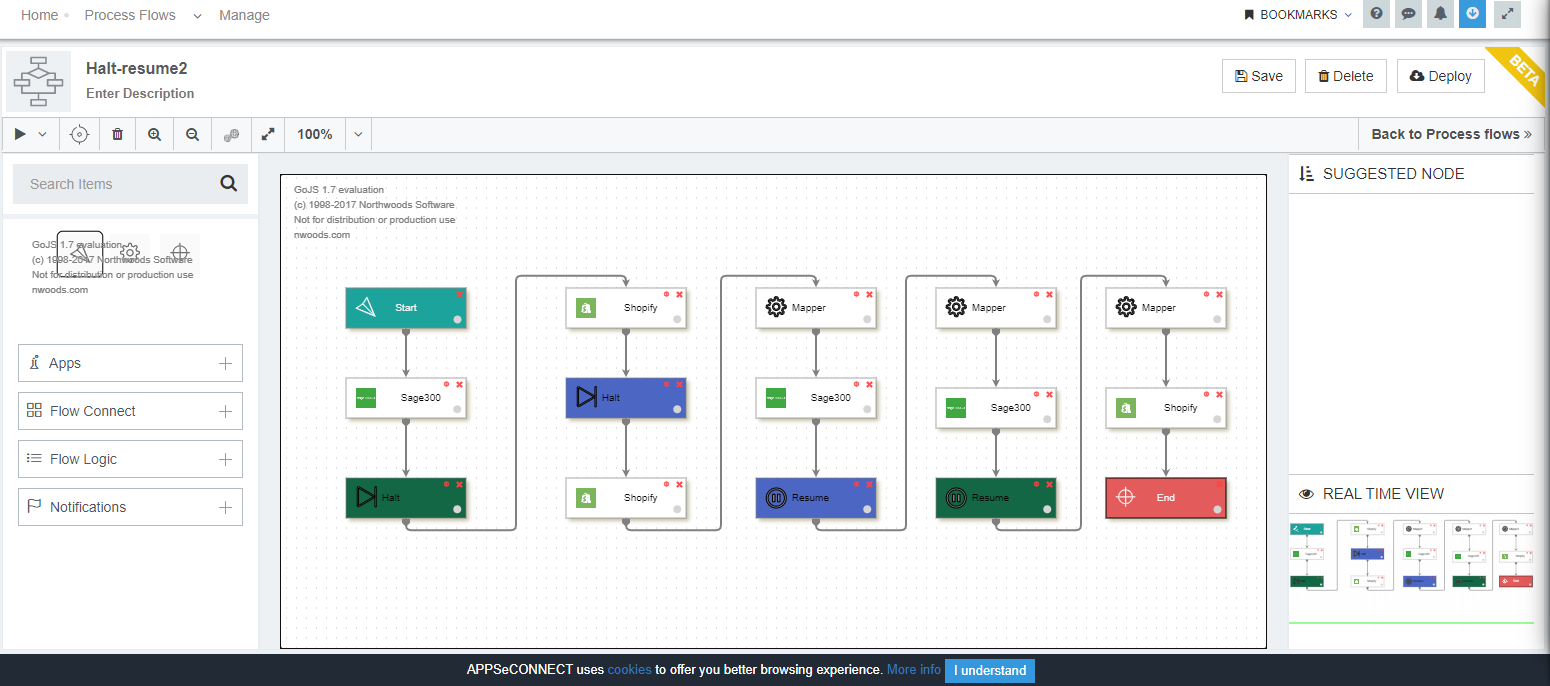 Home Process Flows Manage
BOOKMARKS
Halt-resume2
Enter Description
Save Delete Deploy
BETA
100%
Back to Process flows »
Search Items
GoJS 1.7 evaluation
(c) 1998-2017 Northwoods Software
Not for distribution or production use
nwoods.com
Apps
Flow Connect
Flow Logic
Notifications
GoJS 1.7 evaluation
(c) 1998-2017 Northwoods Software
Not for distribution or production use
nwoods.com
Start
Sage300
Halt
Shopify
Halt
Shopify
Mapper
Sage300
Resume
Mapper
Sage300
Resume
Mapper
Shopify
End
SUGGESTED NODE
REAL TIME VIEW
APPSeCONNECT uses cookies to offer you better browsing experience. More info I understand